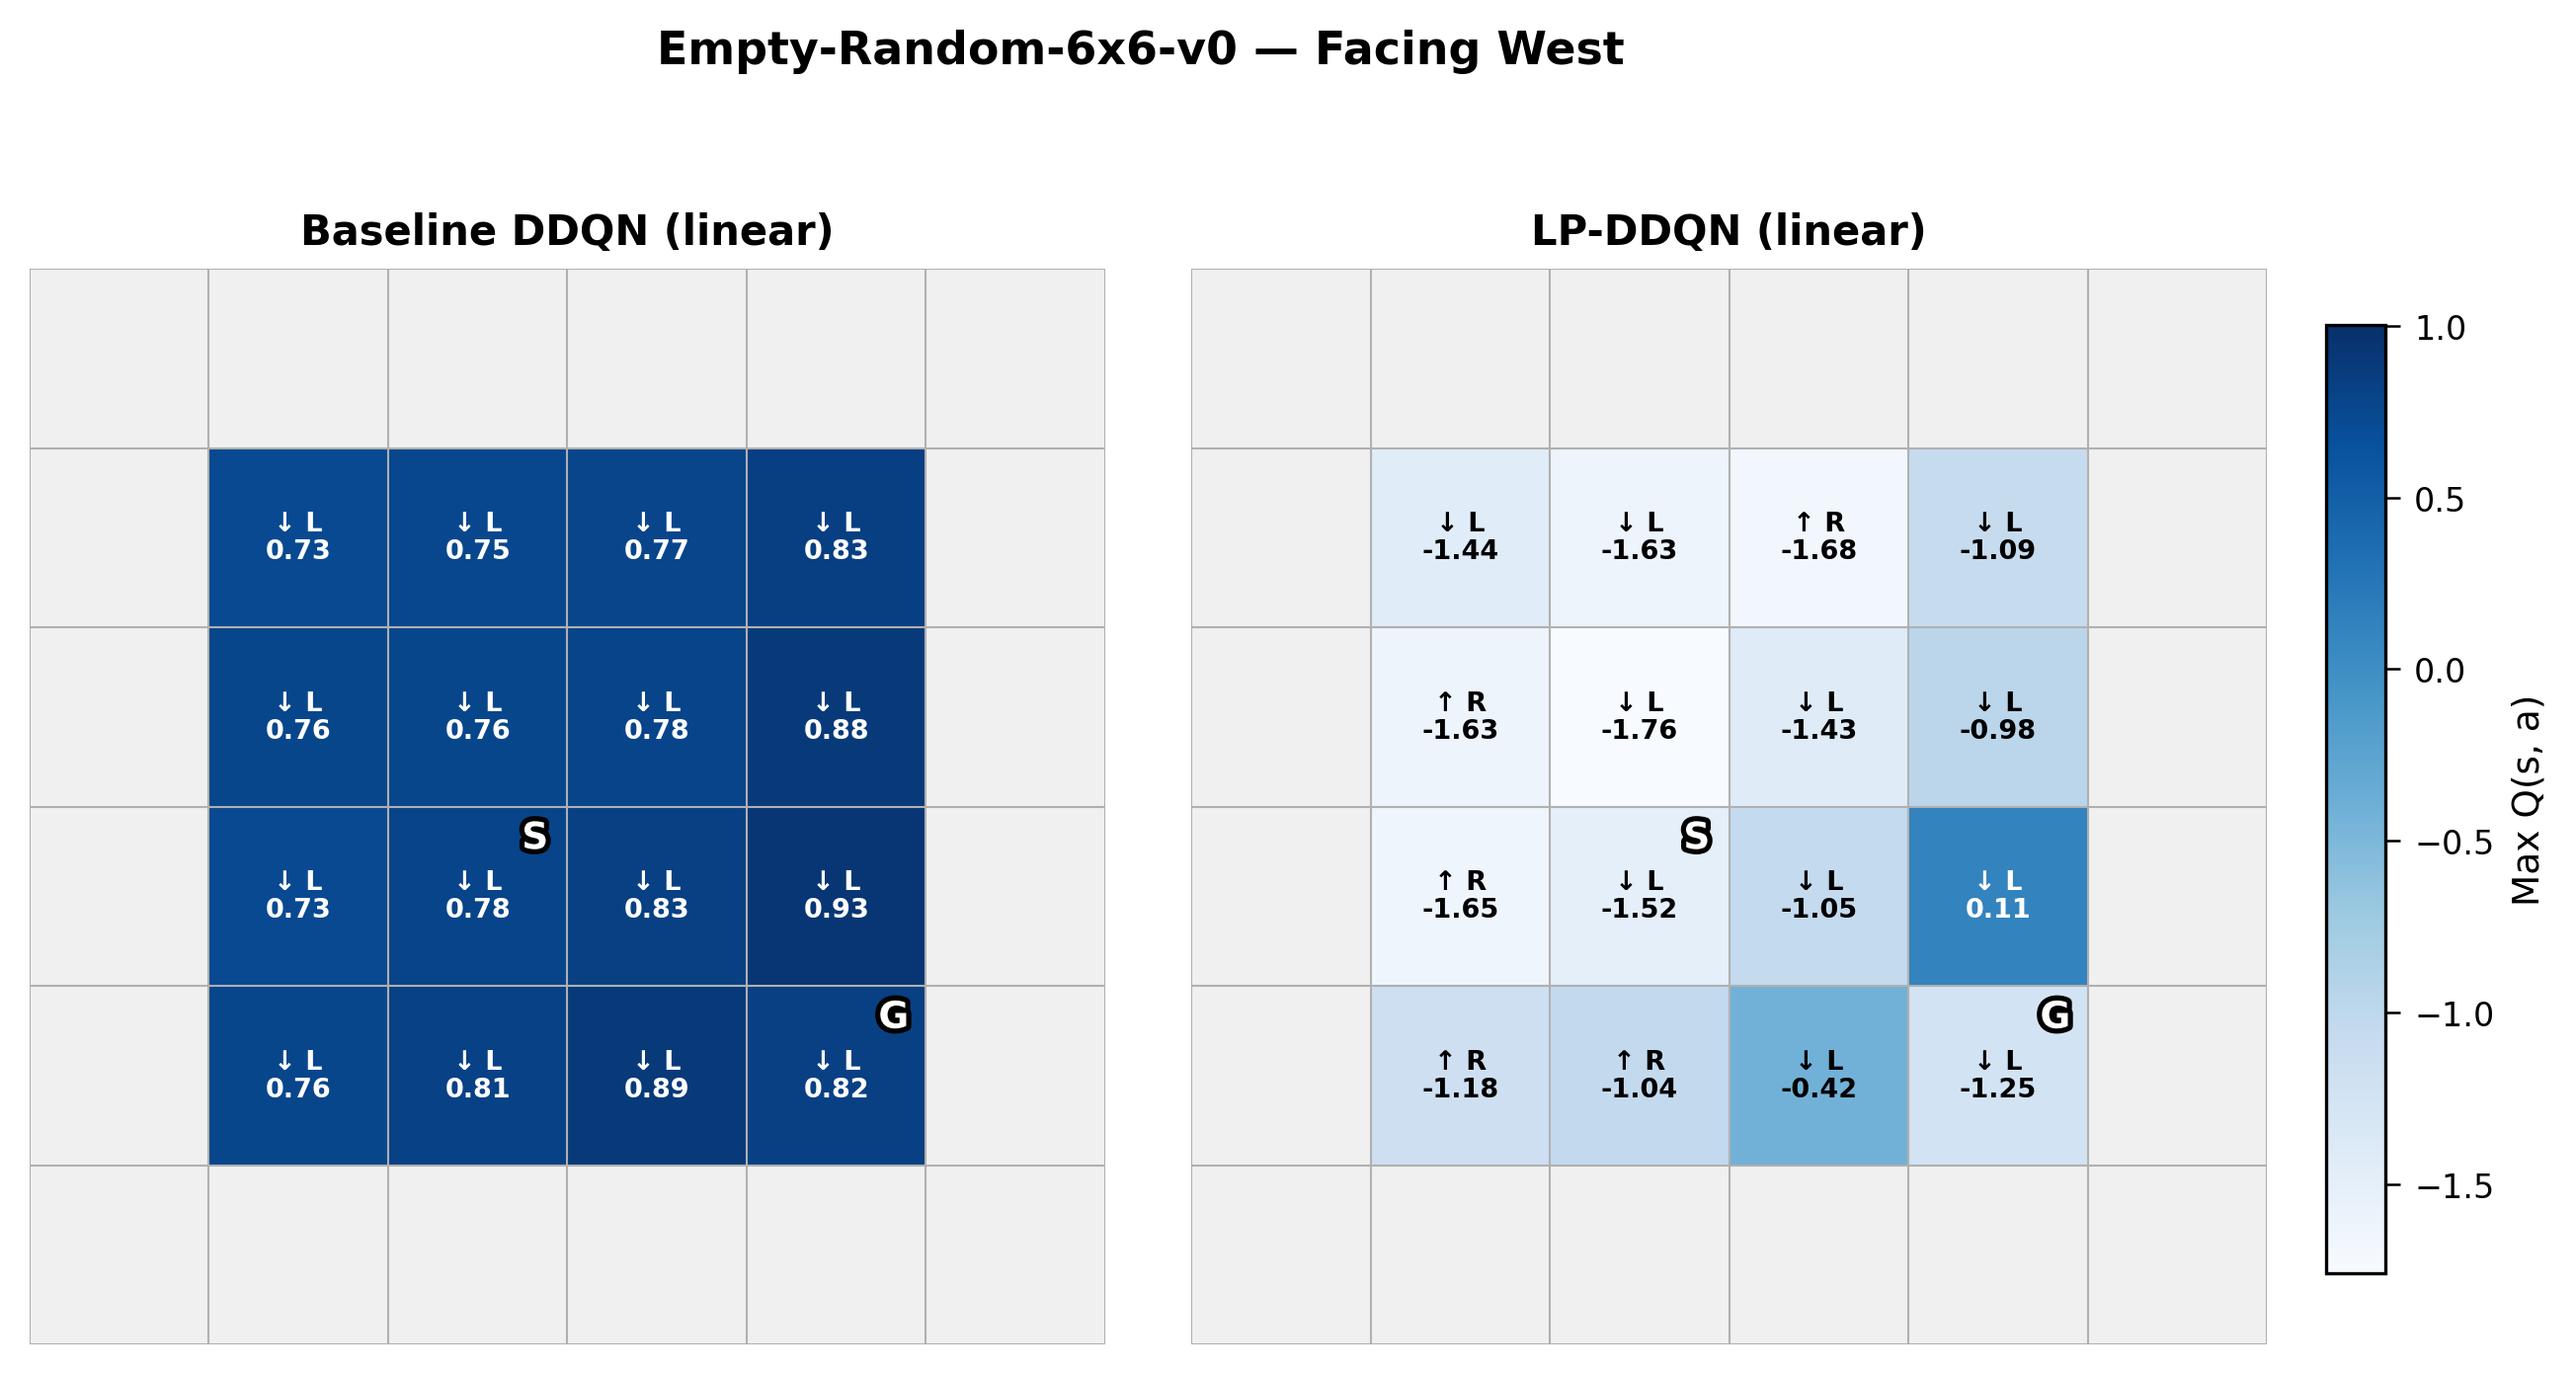 Empty-Random-6x6-v0 — Facing West
Baseline DDQN (linear)
↓ L ↓ L ↓ L ↓ L
0.73 0.75 0.77 0.83
↓ L ↓ L ↓ L ↓ L
0.76 0.76 0.78 0.88
S
↓ L ↓ L ↓ L ↓ L
0.73 0.78 0.83 0.93
G
↓ L ↓ L ↓ L ↓ L
0.76 0.81 0.89 0.82
LP-DDQN (linear)
↓ L ↓ L ↑ R ↓ L
-1.44 -1.63 -1.68 -1.09
↑ R ↓ L ↓ L ↓ L
-1.63 -1.76 -1.43 -0.98
S
↑ R ↓ L ↓ L ↓ L
-1.65 -1.52 -1.05 0.11
G
↑ R ↑ R ↓ L ↓ L
-1.18 -1.04 -0.42 -1.25
1.0
0.5
0.0
−0.5
−1.0
−1.5
Max Q(s, a)